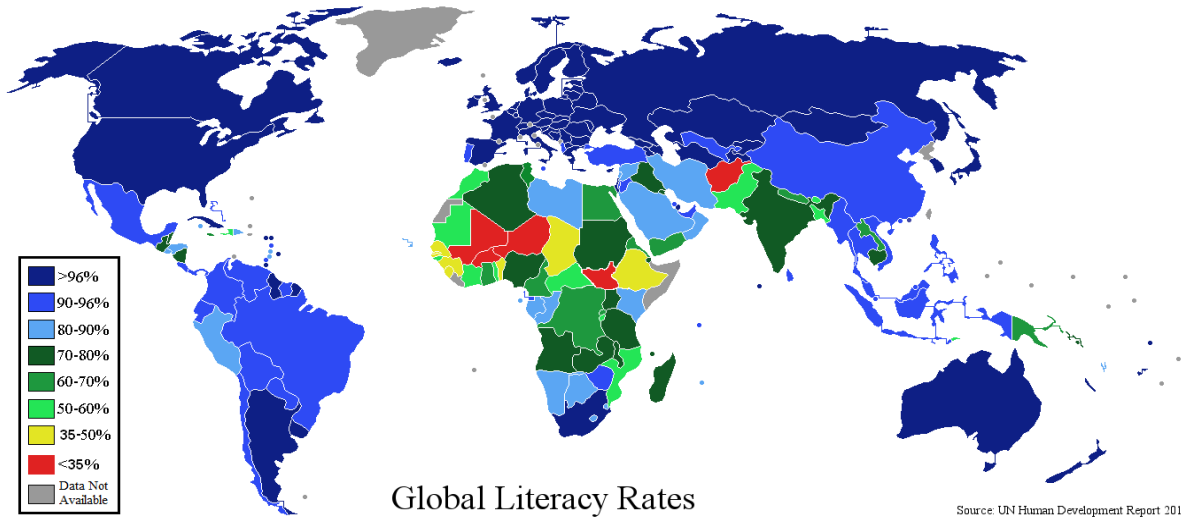 >96%
90-96%
80-90%
70-80%
60-70%
50-60%
35-50%
<35%
Data Not
Available
Global Literacy Rates
Source: UN Human Development Report 201